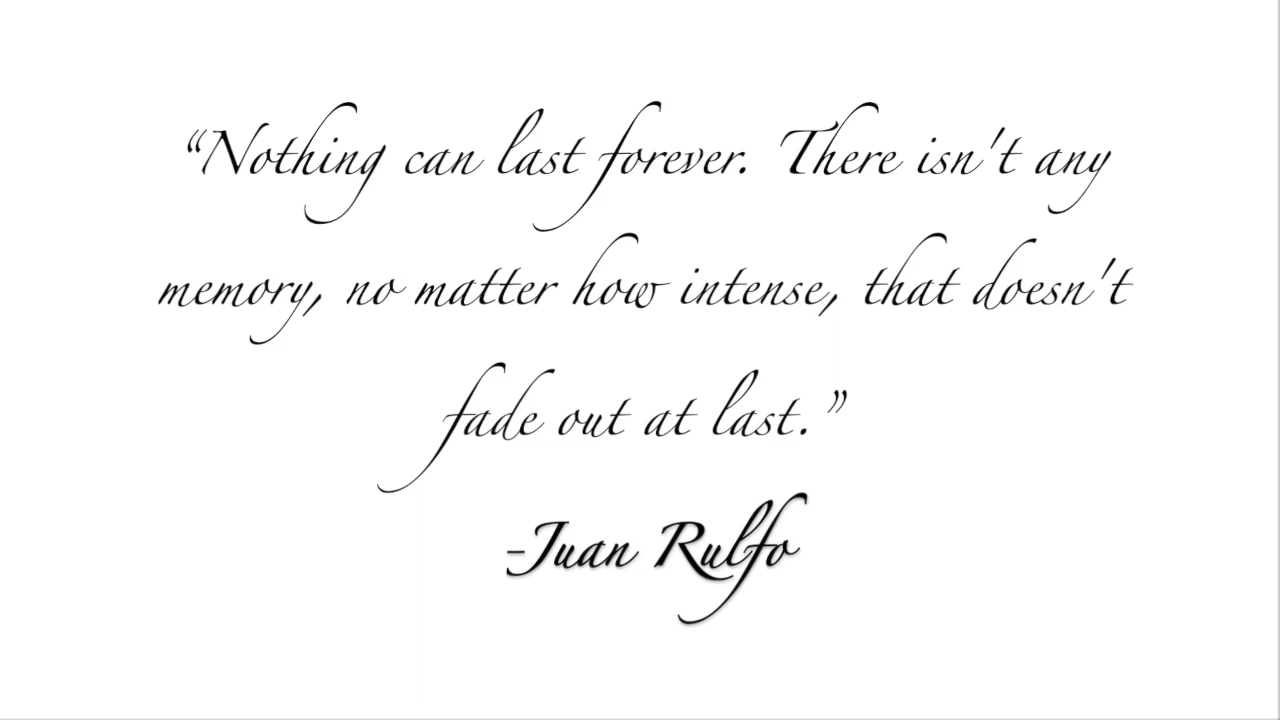 “Nothing can last forever. There isn't any
memory, no matter how intense, that doesn't
fade out at last.”
-Juan Rulfo